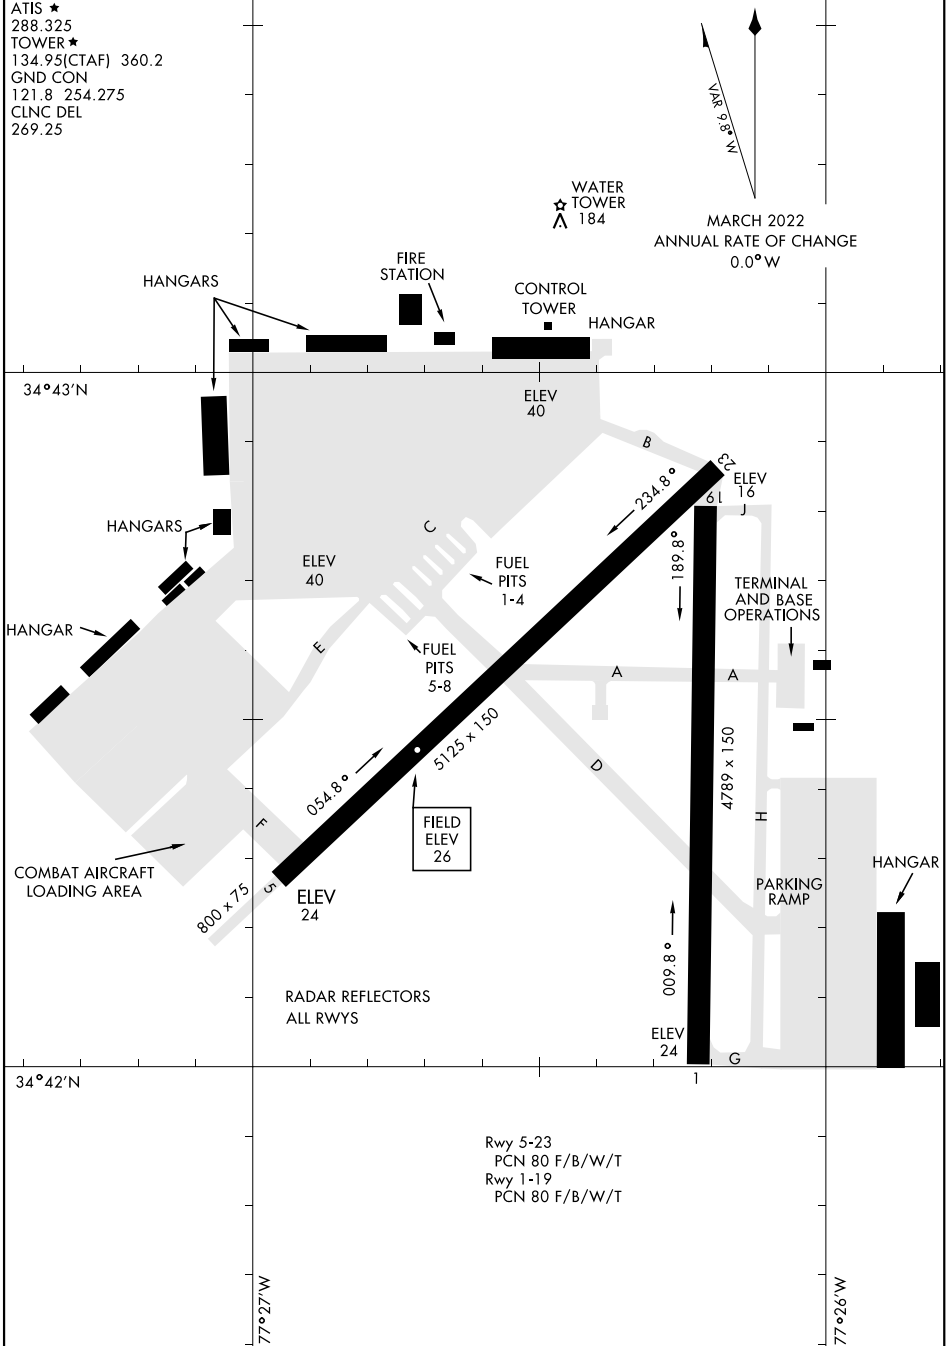 ATIS ★
288.325
TOWER ★
134.95(CTAF) 360.2
GND CON
121.8 254.275
CLNC DEL
269.25
VAR 9.8° W
MARCH 2022
ANNUAL RATE OF CHANGE
0.0° W
WATER
TOWER
184
HANGARS
FIRE
STATION
CONTROL
TOWER
HANGAR
34°43'N
ELEV
40
B
23
ELEV
16
19
J
234.8°
189.8°
C
HANGARS
ELEV
40
FUEL
PITS
1-4
TERMINAL
AND BASE
OPERATIONS
HANGAR
E
FUEL
PITS
5-8
A
A
5125 x 150
4789 x 150
054.8°
D
H
F
FIELD
ELEV
26
COMBAT AIRCRAFT
LOADING AREA
800 x 75
5
ELEV
24
PARKING
RAMP
HANGAR
009.8°
RADAR REFLECTORS
ALL RWYS
ELEV
24
G
1
34°42'N
Rwy 5-23
PCN 80 F/B/W/T
Rwy 1-19
PCN 80 F/B/W/T
77°27'W
77°26'W